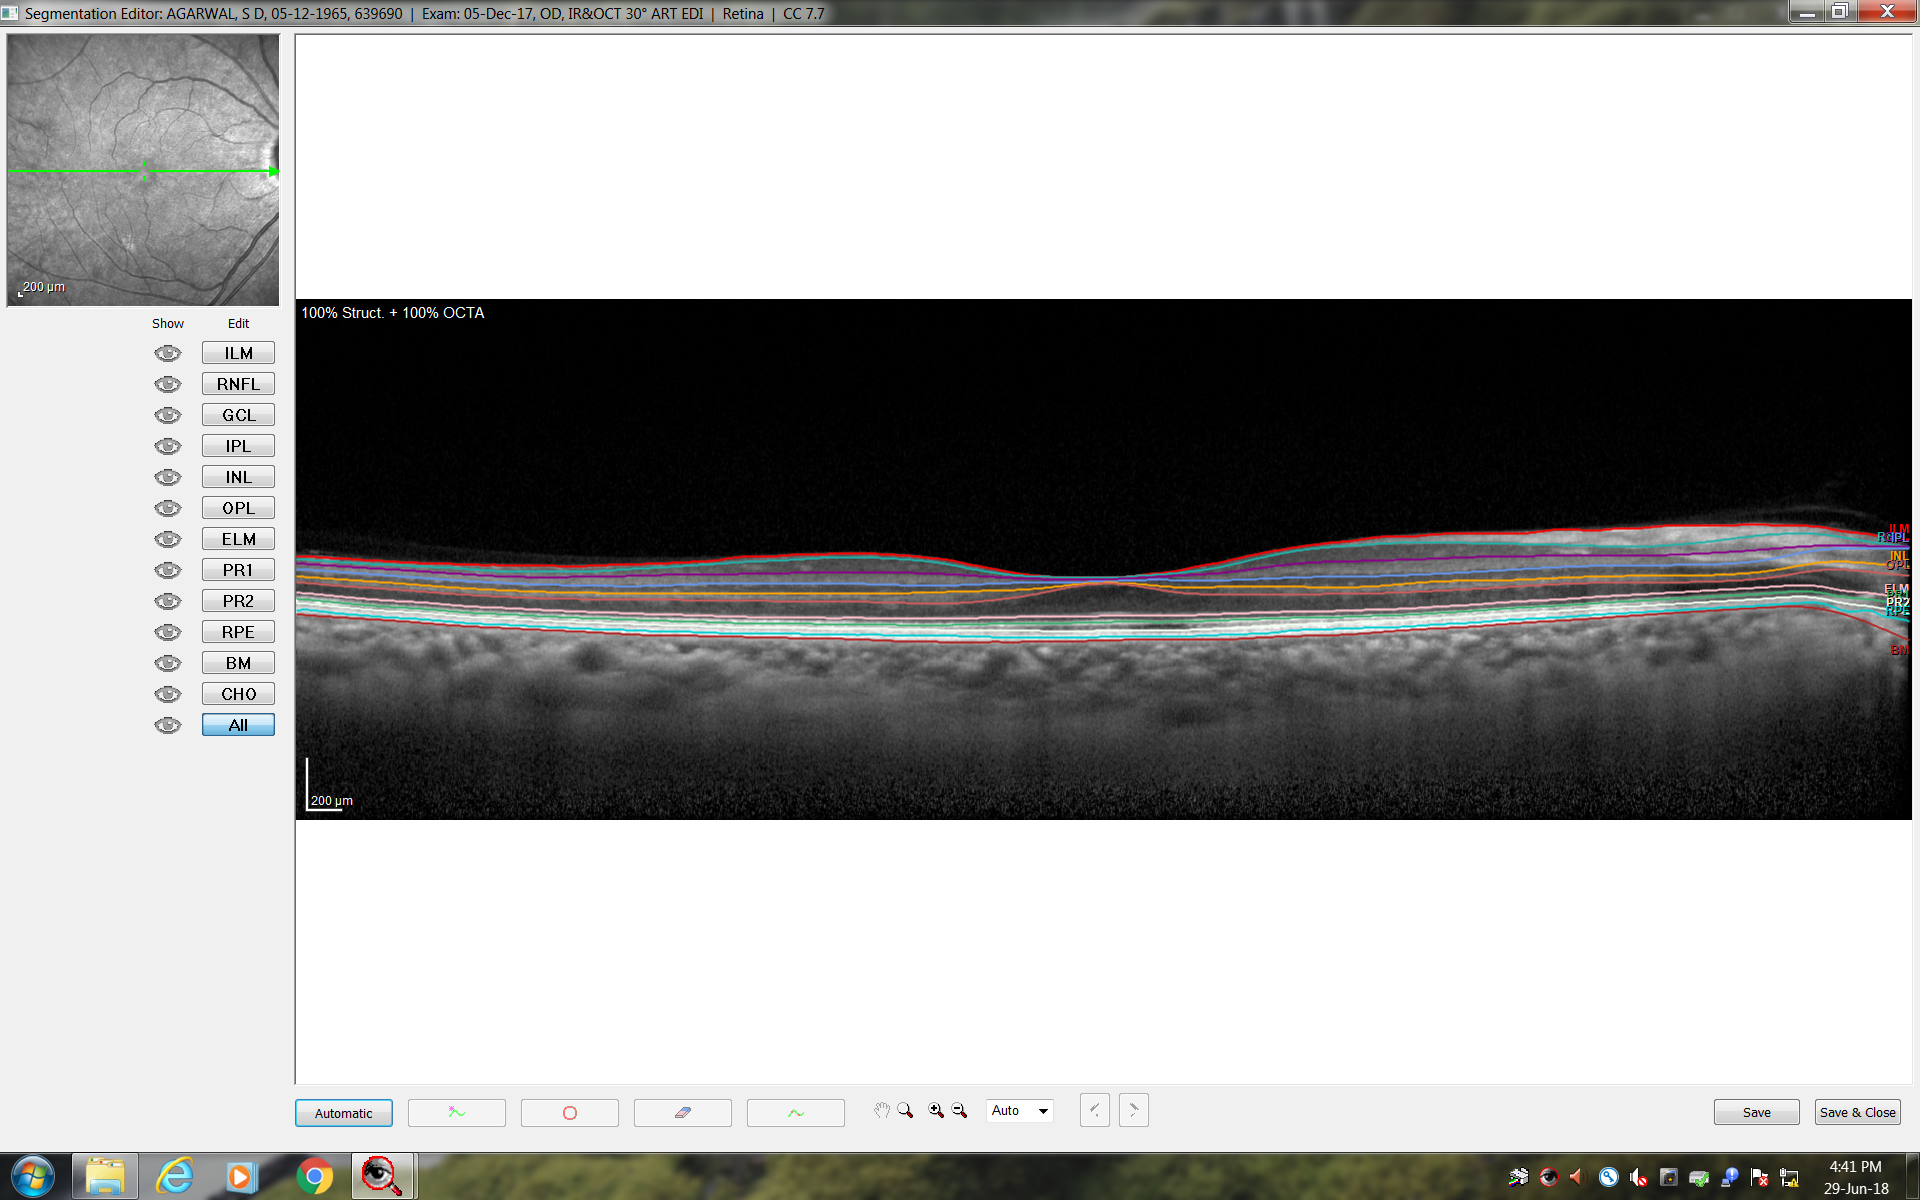 Segmentation Editor: AGARWAL, S D, 05-12-1965, 639690 | Exam: 05-Dec-17, OD, IR&OCT 30° ART EDI | Retina | CC 7.7
200 µm
Show Edit
ILM
RNFL
GCL
IPL
INL
OPL
ELM
PR1
PR2
RPE
BM
CHO
All
100% Struct. + 100% OCTA
ILM
IPL
INL
OPL
ELM
PR2
RPE
BM
200 µm
Automatic
Auto
Save
Save & Close
4:41 PM
29-Jun-18